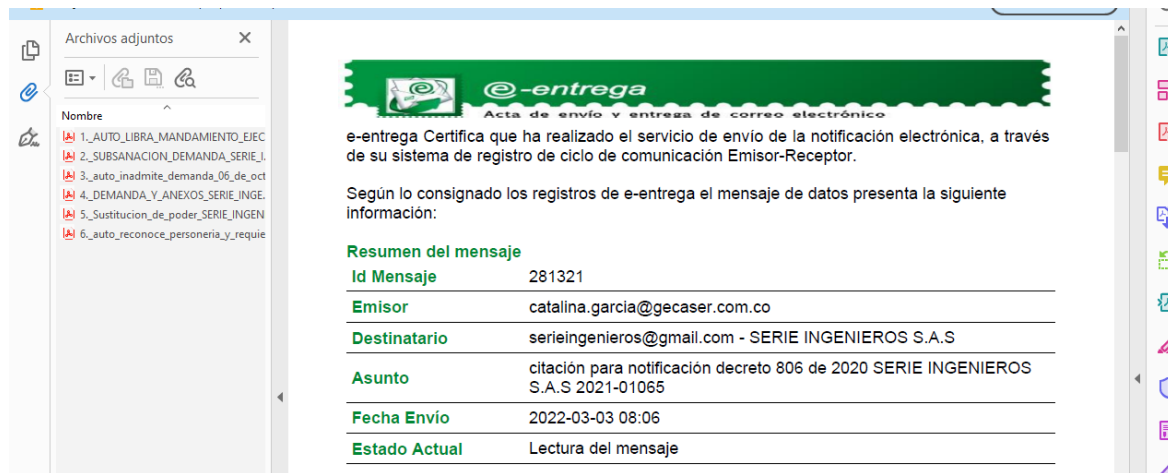 Archivos adjuntos
Nombre
1._AUTO_LIBRA_MANDAMIENTO_EJEC
2._SUBSANACION_DEMANDA_SERIE_I.
3._auto_inadmite_demanda_06_de_oct
4._DEMANDA_Y_ANEXOS_SERIE_INGE.
5._Sustitucion_de_poder_SERIE_INGEN
6._auto_reconoce_personeria_y_requie
e-entrega
Acta de envío y entrega de correo electrónico
e-entrega Certifica que ha realizado el servicio de envío de la notificación electrónica, a través
de su sistema de registro de ciclo de comunicación Emisor-Receptor.
Según lo consignado los registros de e-entrega el mensaje de datos presenta la siguiente
información:
Resumen del mensaje
Id Mensaje 281321
Emisor catalina.garcia@gecaser.com.co
Destinatario serieingenieros@gmail.com - SERIE INGENIEROS S.A.S
Asunto citación para notificación decreto 806 de 2020 SERIE INGENIEROS
S.A.S 2021-01065
Fecha Envío 2022-03-03 08:06
Estado Actual Lectura del mensaje